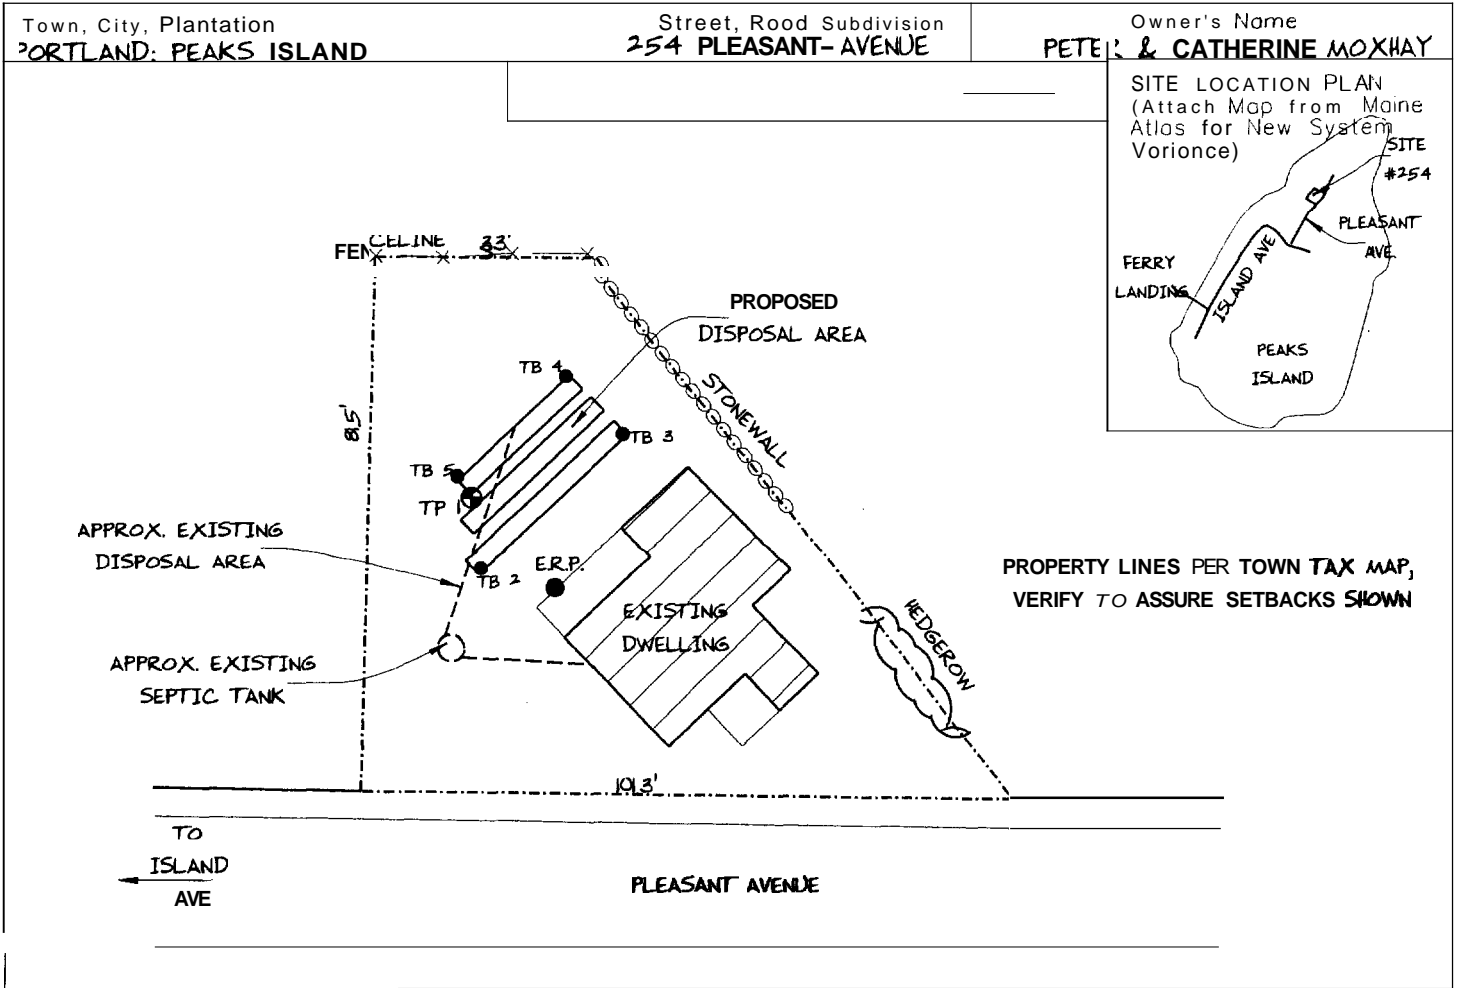 Town, City, Plantation
PORTLAND: PEAKS ISLAND
Street, Rood Subdivision
254 PLEASANT-AVENUE
Owner's Name
PETER & CATHERINE MOXHAY
SITE LOCATION PLAN
(Attach Map from Maine
Atlas for New System
Vorionce)
SITE
#254
PLEASANT
AVE
FERRY
LANDING
ISLAND AVE
PEAKS
ISLAND
FENCELINE
33'
PROPOSED
DISPOSAL AREA
STONEWALL
TB 4
TB 3
85'
TB 5
TP
APPROX. EXISTING
DISPOSAL AREA
TB 2
E.R.P.
EXISTING
DWELLING
PROPERTY LINES PER TOWN TAX MAP,
VERIFY TO ASSURE SETBACKS SHOWN
HEDGEROW
APPROX. EXISTING
SEPTIC TANK
103'
TO
ISLAND
AVE
PLEASANT AVENUE